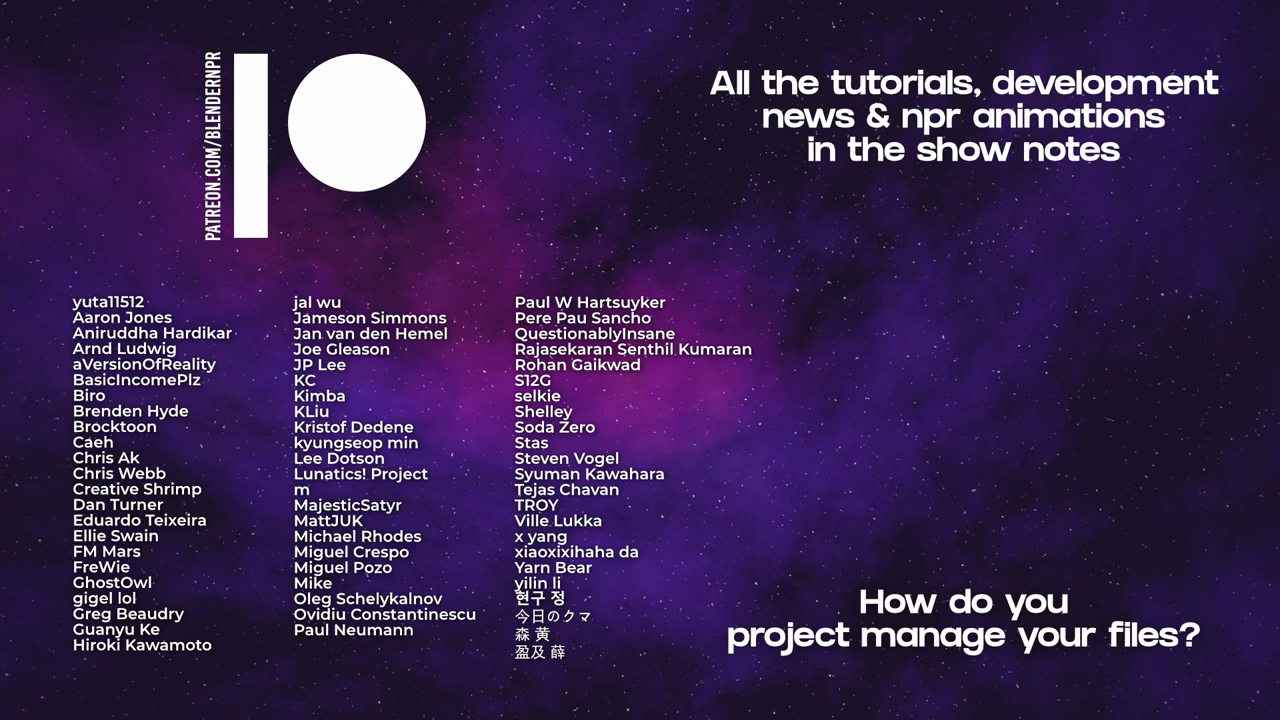 PATREON.COM/BLENDERNPR
All the tutorials, development
news & npr animations
in the show notes
yuta11512
Aaron Jones
Aniruddha Hardikar
Arnd Ludwig
aVersionOfReality
BasicIncomePlz
Biro
Brenden Hyde
Brocktoon
Caeh
Chris Ak
Chris Webb
Creative Shrimp
Dan Turner
Eduardo Teixeira
Ellie Swain
FM Mars
FreWie
GhostOwl
gigel lol
Greg Beaudry
Guanyu Ke
Hiroki Kawamoto
jal wu
Jameson Simmons
Jan van den Hemel
Joe Gleason
JP Lee
KC
Kimba
KLiu
Kristof Dedene
kyungseop min
Lee Dotson
Lunatics! Project
m
MajesticSatyr
MattJUK
Michael Rhodes
Miguel Crespo
Miguel Pozo
Mike
Oleg Schelykalnov
Ovidiu Constantinescu
Paul Neumann
Paul W Hartsuyker
Pere Pau Sancho
QuestionablyInsane
Rajasekaran Senthil Kumaran
Rohan Gaikwad
S12G
selkie
Shelley
Soda Zero
Stas
Steven Vogel
Syuman Kawahara
Tejas Chavan
TROY
Ville Lukka
x yang
xiaoxixihaha da
Yarn Bear
yilin li
현구 정
今日のクマ
森 黄
盈及 薛
How do you
project manage your files?